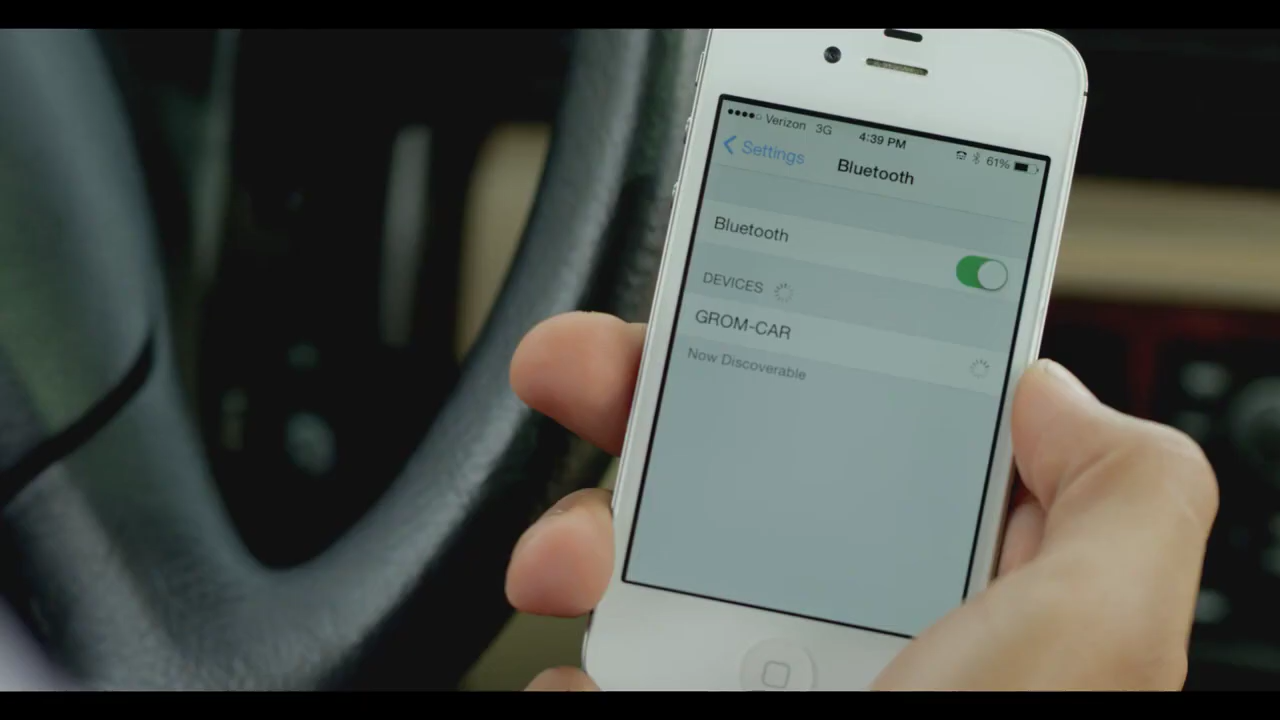 Verizon 3G 4:39 PM 61%
Settings Bluetooth
Bluetooth
DEVICES
GROM-CAR
Now Discoverable